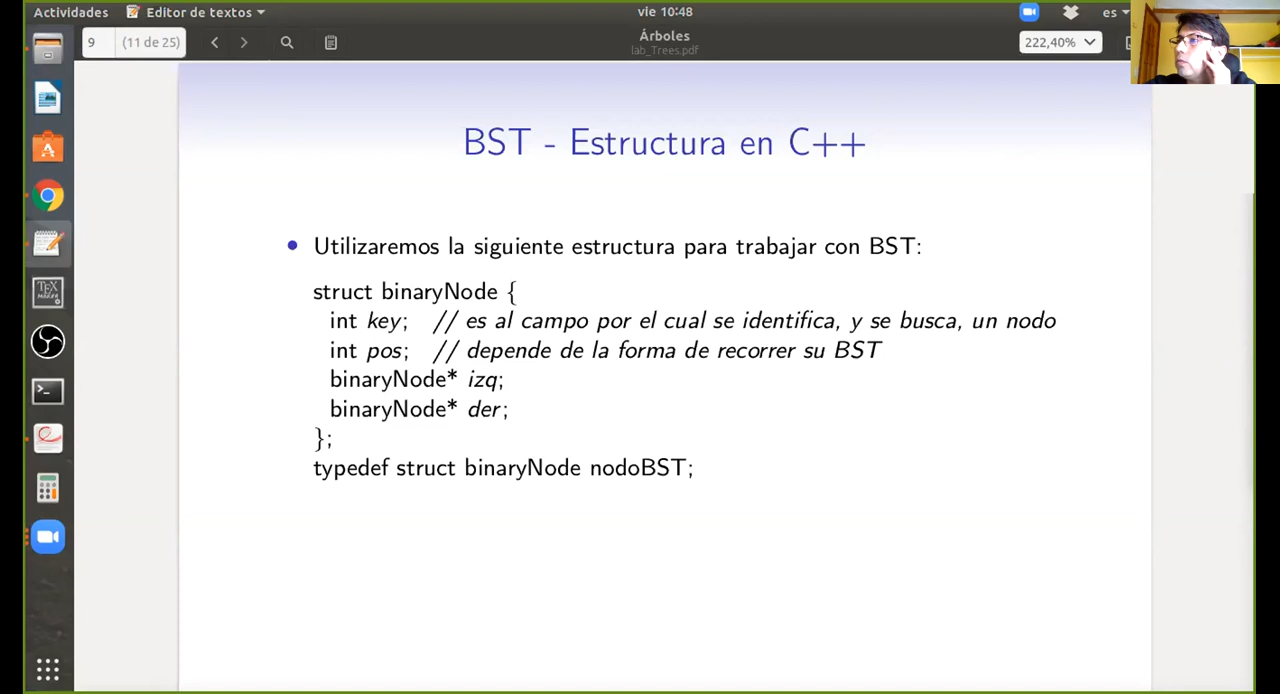 Actividades Editor de textos vie 10:48 es
9 (11 de 25) Árboles 222,40%
lab_Trees.pdf
BST - Estructura en C++
• Utilizaremos la siguiente estructura para trabajar con BST:
struct binaryNode {
int key; // es al campo por el cual se identifica, y se busca, un nodo
int pos; // depende de la forma de recorrer su BST
binaryNode* izq;
binaryNode* der;
};
typedef struct binaryNode nodoBST;